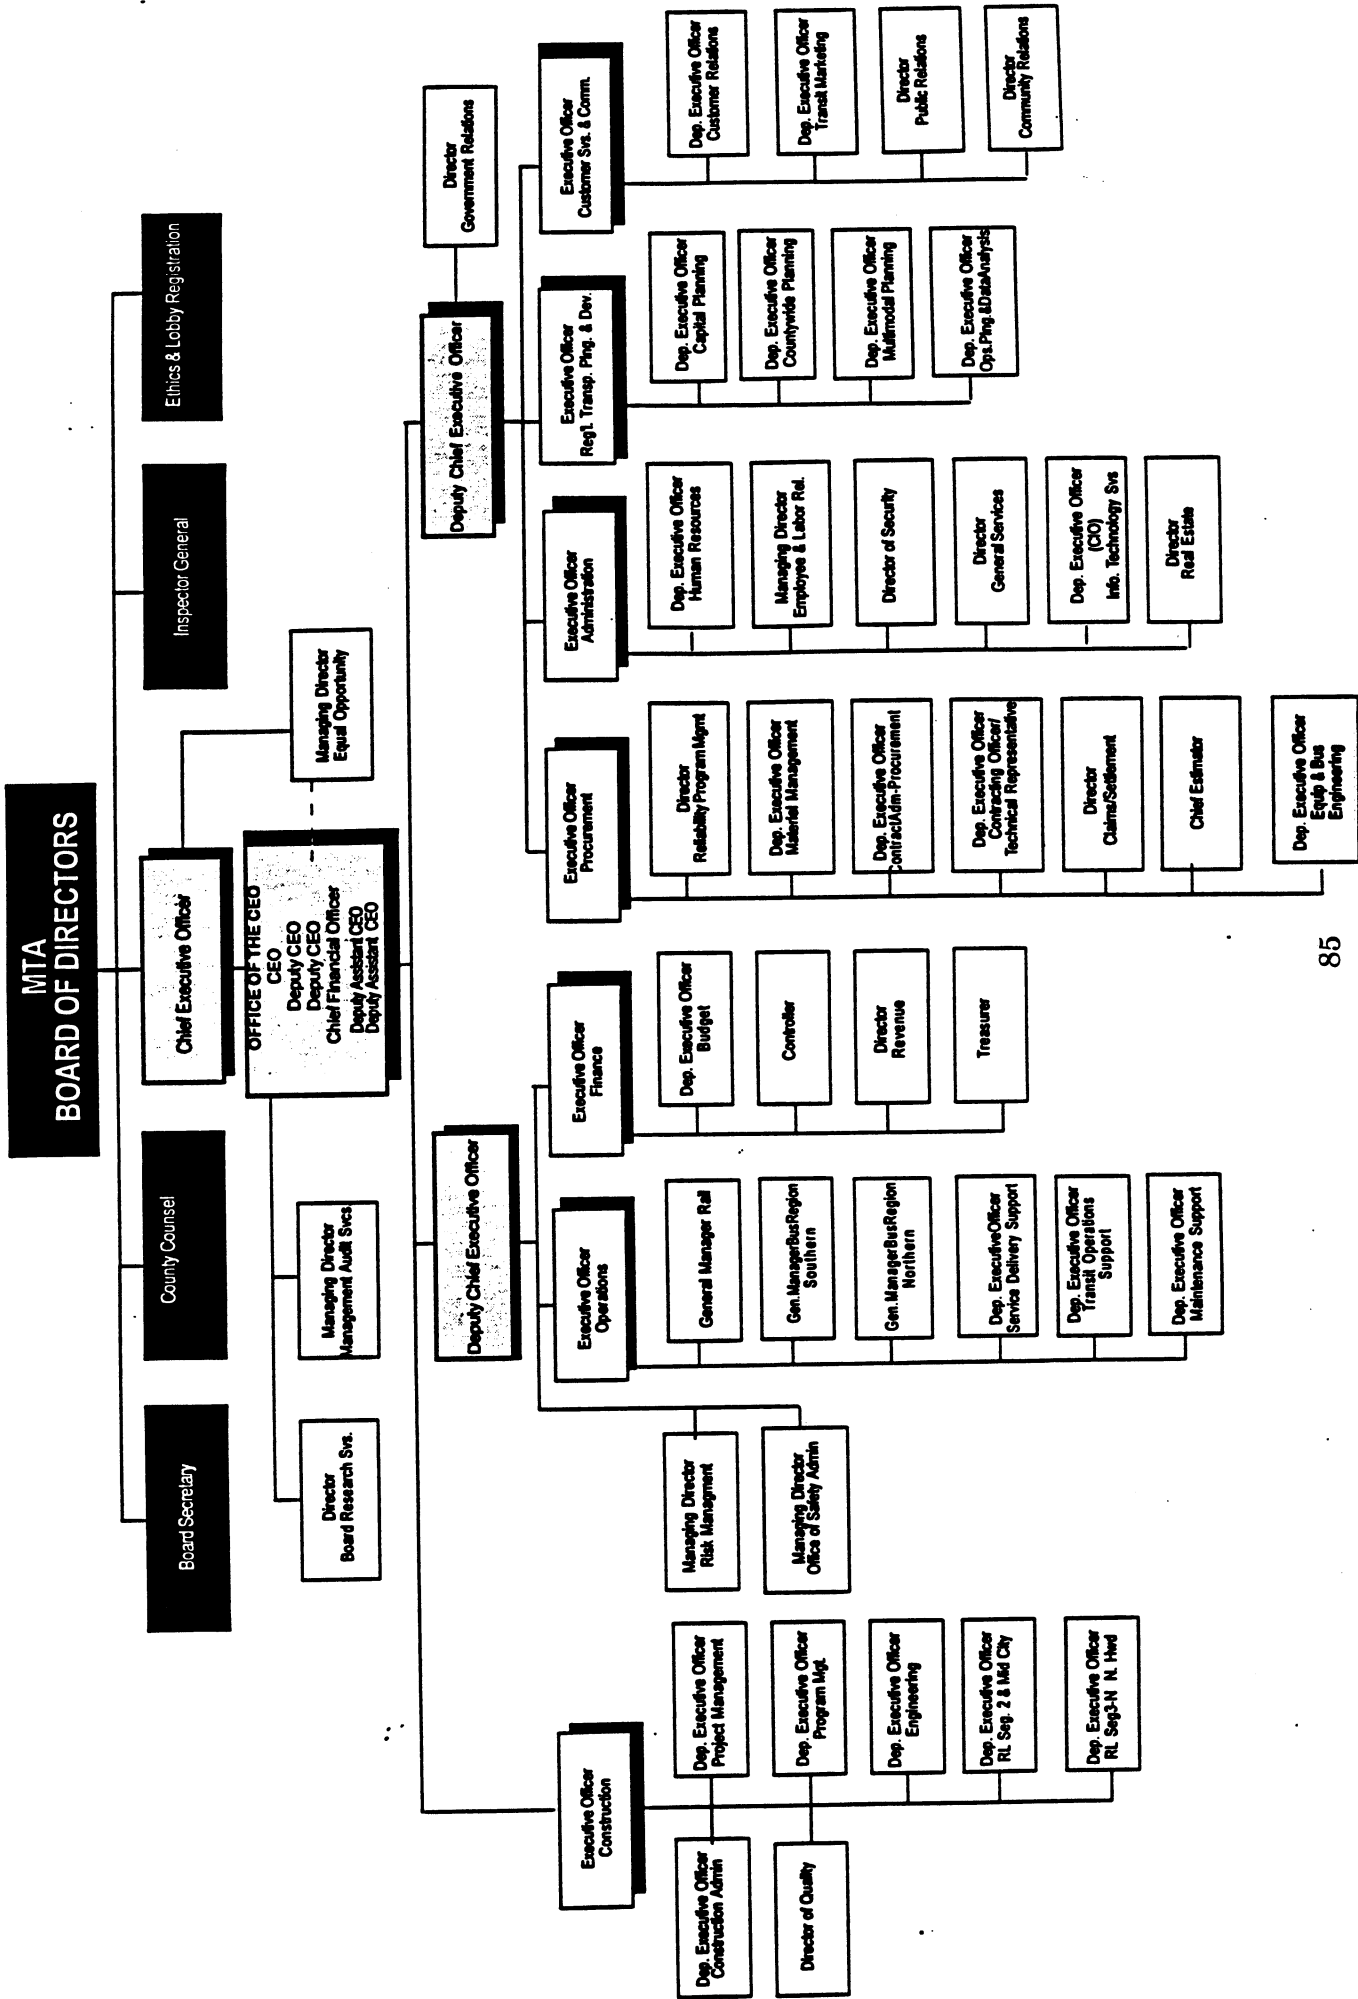 MTA
BOARD OF DIRECTORS
Board Secretary
County Counsel
Chief Executive Officer
Inspector General
Ethics & Lobby Registration
OFFICE OF THE CEO
CEO
Deputy CEO
Deputy CEO
Chief Financial Officer
Deputy Assistant CEO
Deputy Assistant CEO
Director
Board Research Svs.
Managing Director
Management Audit Svcs.
Managing Director
Equal Opportunity
Deputy Chief Executive Officer
Deputy Chief Executive Officer
Director
Government Relations
Executive Officer
Construction
Executive Officer
Operations
Executive Officer
Finance
Executive Officer
Procurement
Executive Officer
Administration
Executive Officer
Reg'l. Transp. Plng. & Dev.
Executive Officer
Customer Svs. & Comm.
Dep. Executive Officer
Construction Admin
Director of Quality
Dep. Executive Officer
Project Management
Dep. Executive Officer
Program Mgt.
Dep. Executive Officer
Engineering
Dep. Executive Officer
RL Seg. 2 & Mid City
Dep. Executive Officer
RL Seg3-N N. Hwd
Managing Director
Risk Managment
Managing Director
Office of Safety Admin
General Manager Rail
Gen.ManagerBusRegion
Southern
Gen.ManagerBusRegion
Northern
Dep. ExecutiveOfficer
Service Delivery Support
Dep. Executive Officer
Transit Operations
Support
Dep. Executive Officer
Maintenance Support
Dep. Executive Officer
Budget
Controller
Director
Revenue
Treasurer
Director
Reliability Program Mgmt
Dep. Executive Officer
Material Management
Dep. Executive Officer
ContractAdm-Procurement
Dep. Executive Officer
Contracting Officer/
Technical Representative
Director
Claims/Settlement
Chief Estimator
Dep. Executive Officer
Equip & Bus
Engineering
Dep. Executive Officer
Human Resources
Managing Director
Employee & Labor Rel.
Director of Security
Director
General Services
Dep. Executive Officer
(CIO)
Info. Technology Svs
Director
Real Estate
Dep. Executive Officer
Capital Planning
Dep. Executive Officer
Countywide Planning
Dep. Executive Officer
Multimodal Planning
Dep. Executive Officer
Ops.Plng.&DataAnalysis
Dep. Executive Officer
Customer Relations
Dep. Executive Officer
Transit Marketing
Director
Public Relations
Director
Community Relations
85